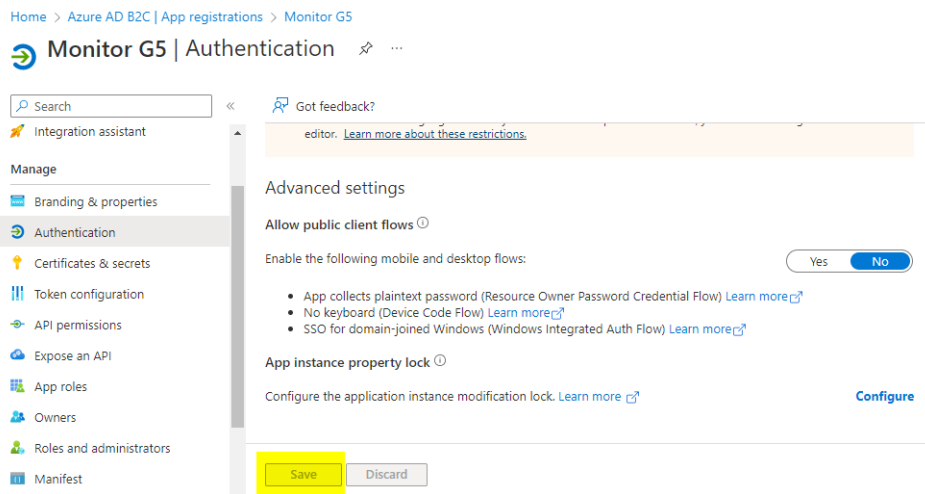 Home > Azure AD B2C | App registrations > Monitor G5
Monitor G5 | Authentication
Search
Got feedback?
Integration assistant
editor. Learn more about these restrictions.
Manage
Branding & properties
Authentication
Certificates & secrets
Token configuration
API permissions
Expose an API
App roles
Owners
Roles and administrators
Manifest
Advanced settings
Allow public client flows
Enable the following mobile and desktop flows:
Yes No
• App collects plaintext password (Resource Owner Password Credential Flow) Learn more
• No keyboard (Device Code Flow) Learn more
• SSO for domain-joined Windows (Windows Integrated Auth Flow) Learn more
App instance property lock
Configure the application instance modification lock. Learn more
Configure
Save Discard